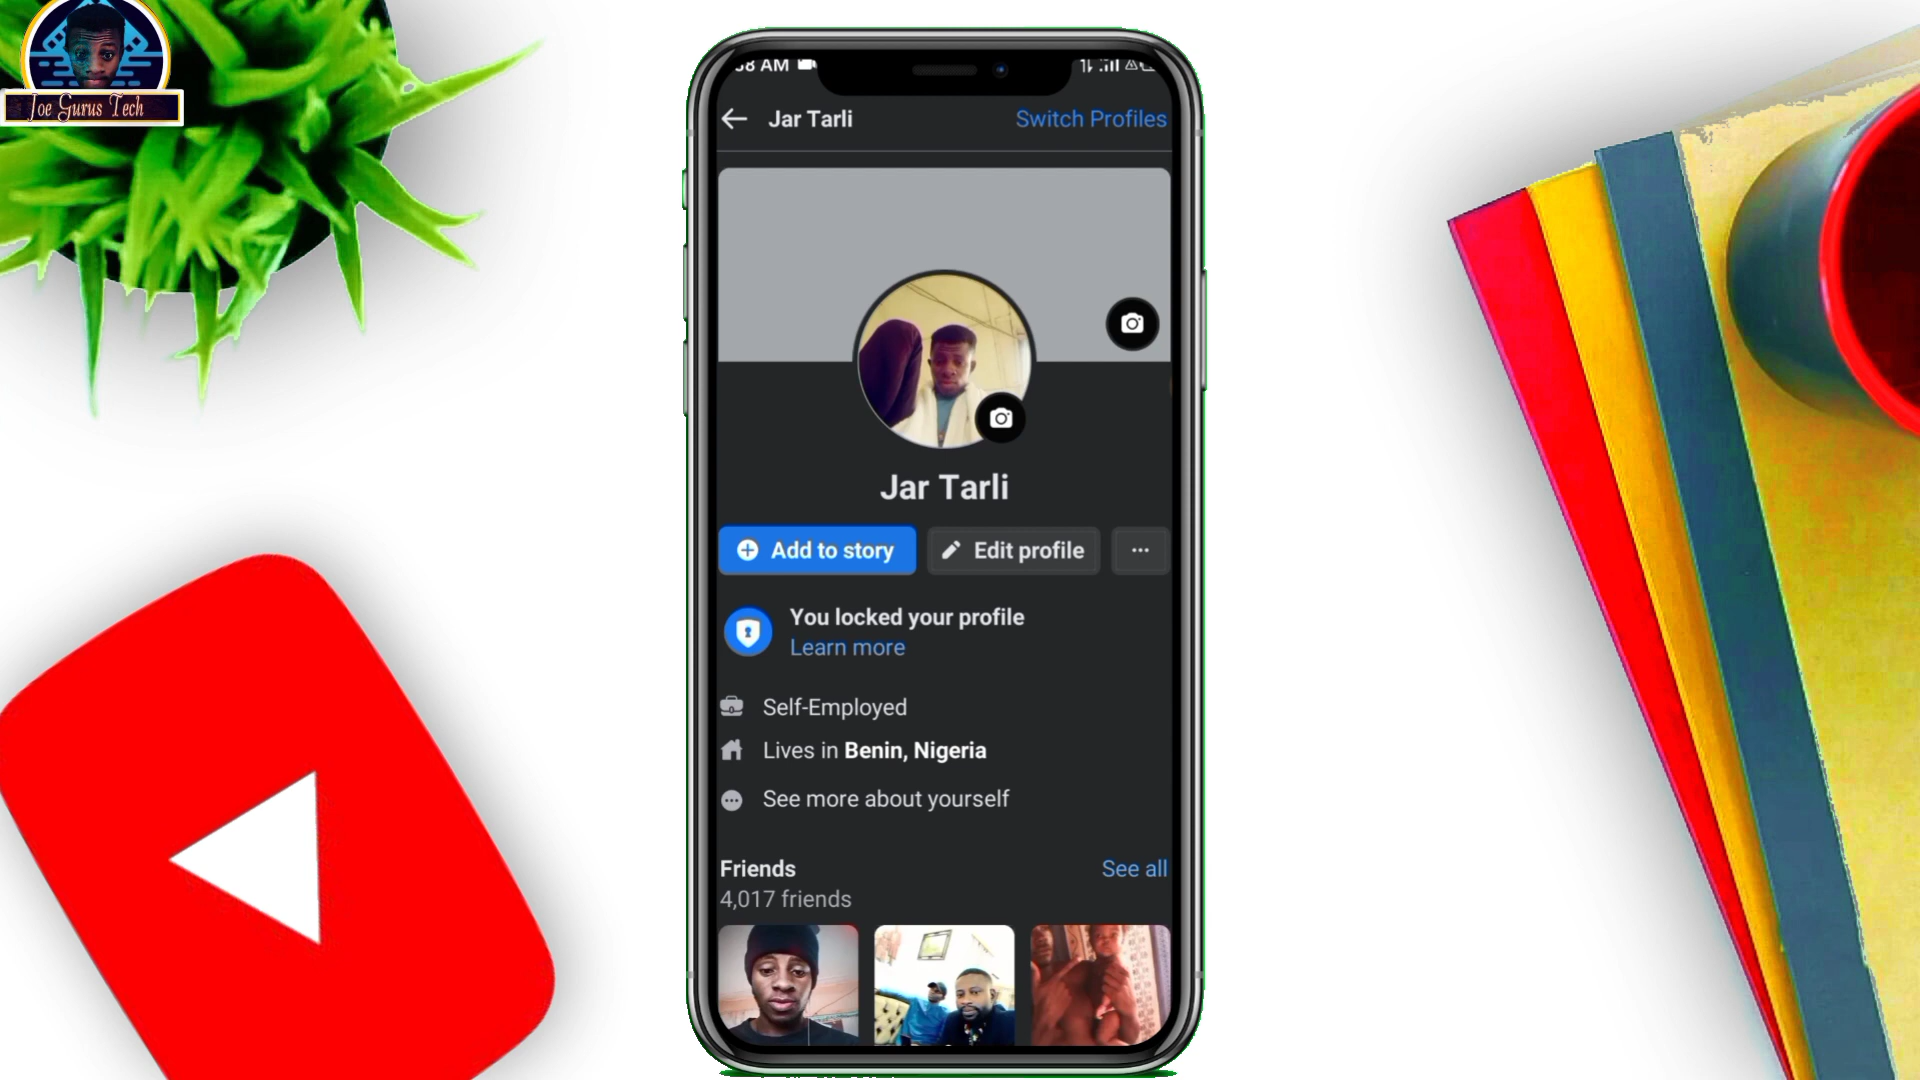 Joe Gurus Tech
:38 AM
Jar Tarli
Switch Profiles
Jar Tarli
Add to story
Edit profile
You locked your profile
Learn more
Self-Employed
Lives in Benin, Nigeria
See more about yourself
Friends
See all
4,017 friends